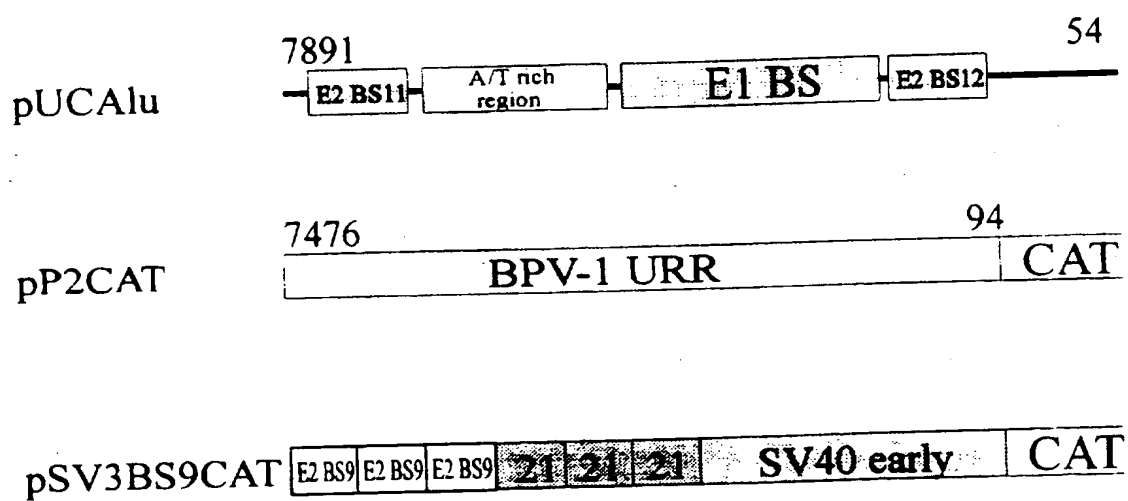 7891 54
pUCAlu E2 BS11 A/T rich region E1 BS E2 BS12
7476 94
pP2CAT BPV-1 URR CAT
pSV3BS9CAT E2 BS9 E2 BS9 E2 BS9 21 21 21 SV40 early CAT